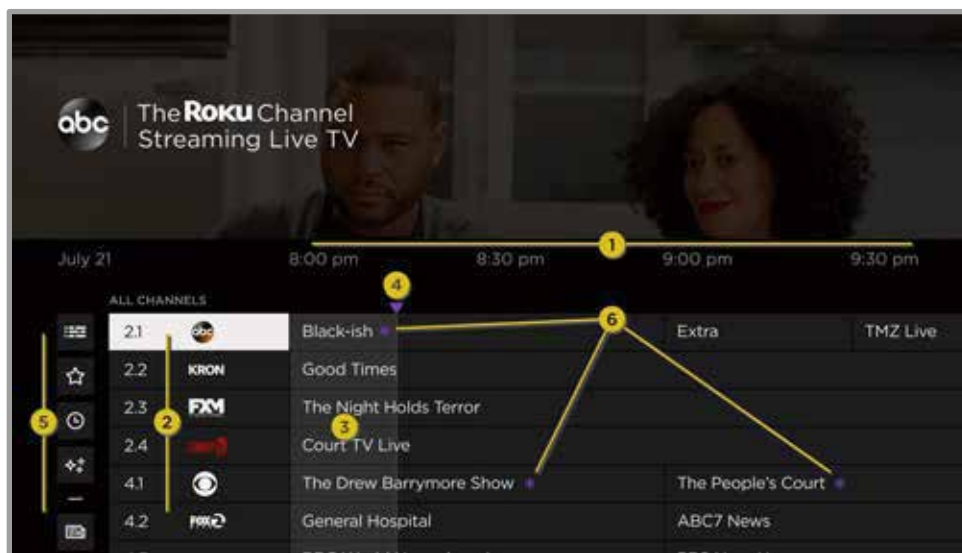 abc
The ROKU Channel
Streaming Live TV
1
July 21 8:00 pm 8:30 pm 9:00 pm 9:30 pm
4
ALL CHANNELS
6
2.1 abc Black-ish Extra TMZ Live
2.2 KRON Good Times
2.3 FXM The Night Holds Terror
5 2 3
2.4 Court TV Live
4.1 The Drew Barrymore Show The People's Court
4.2 General Hospital ABC7 News